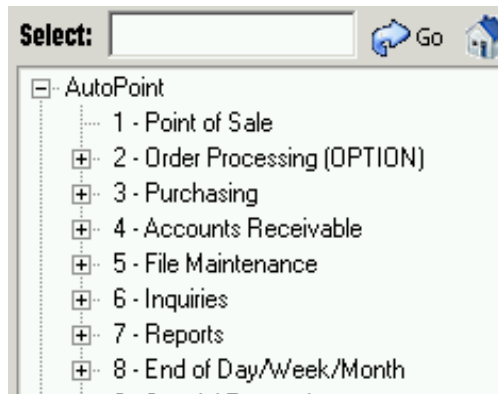 Select: Go
AutoPoint
1 - Point of Sale
2 - Order Processing (OPTION)
3 - Purchasing
4 - Accounts Receivable
5 - File Maintenance
6 - Inquiries
7 - Reports
8 - End of Day/Week/Month